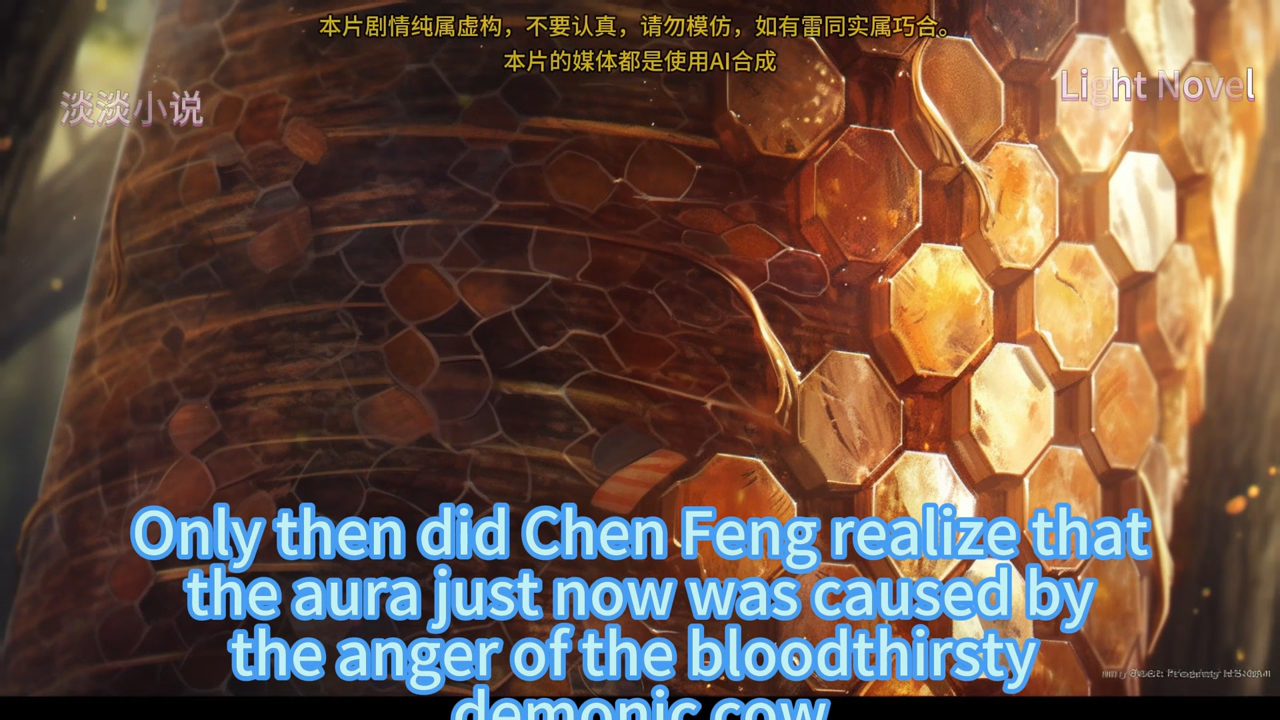 本片剧情纯属虚构，不要认真，请勿模仿，如有雷同实属巧合。
本片的媒体都是使用AI合成
淡淡小说
Light Novel
Only then did Chen Feng realize that
the aura just now was caused by
the anger of the bloodthirsty
demonic cow